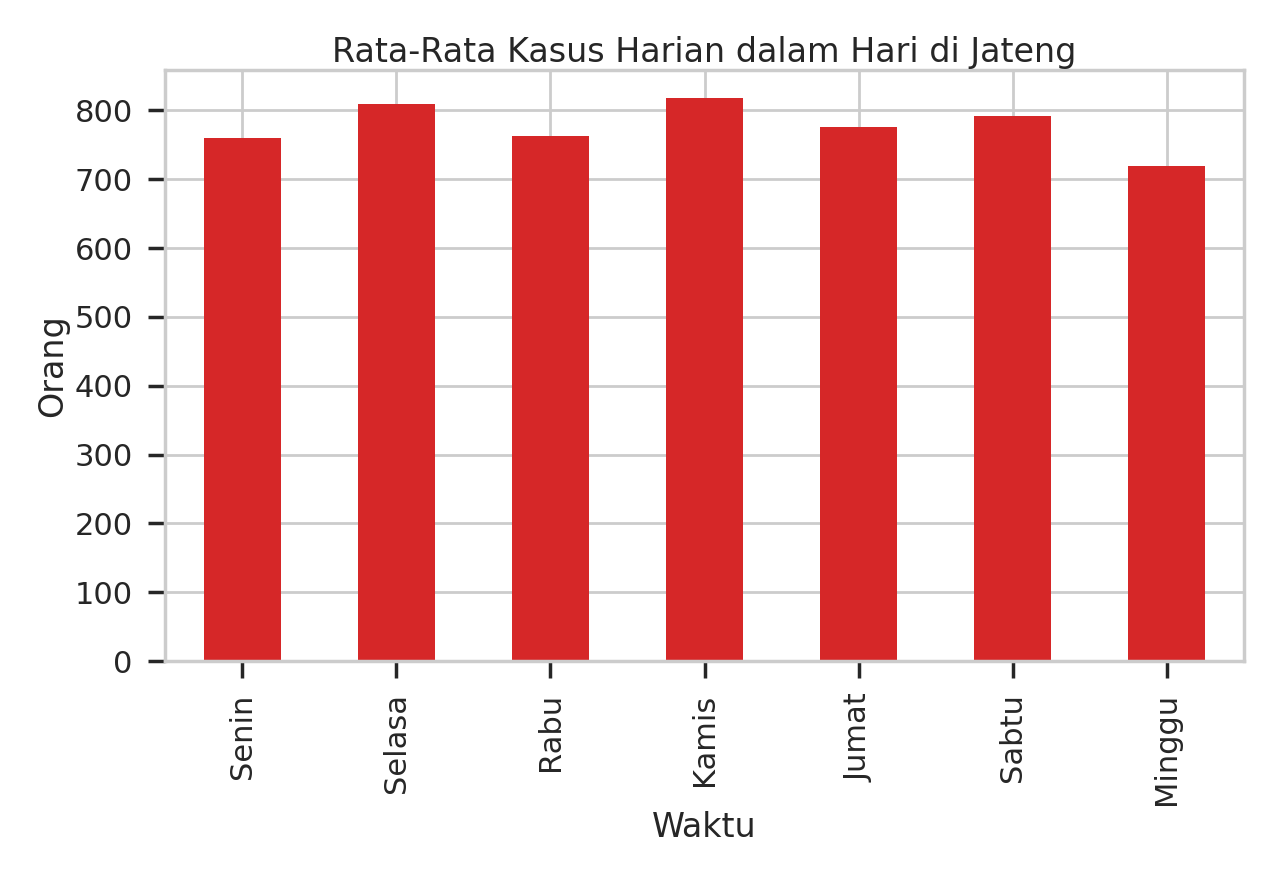 Rata-Rata Kasus Harian dalam Hari di Jateng
Orang
800
700
600
500
400
300
200
100
0
Senin
Selasa
Rabu
Kamis
Jumat
Sabtu
Minggu
Waktu